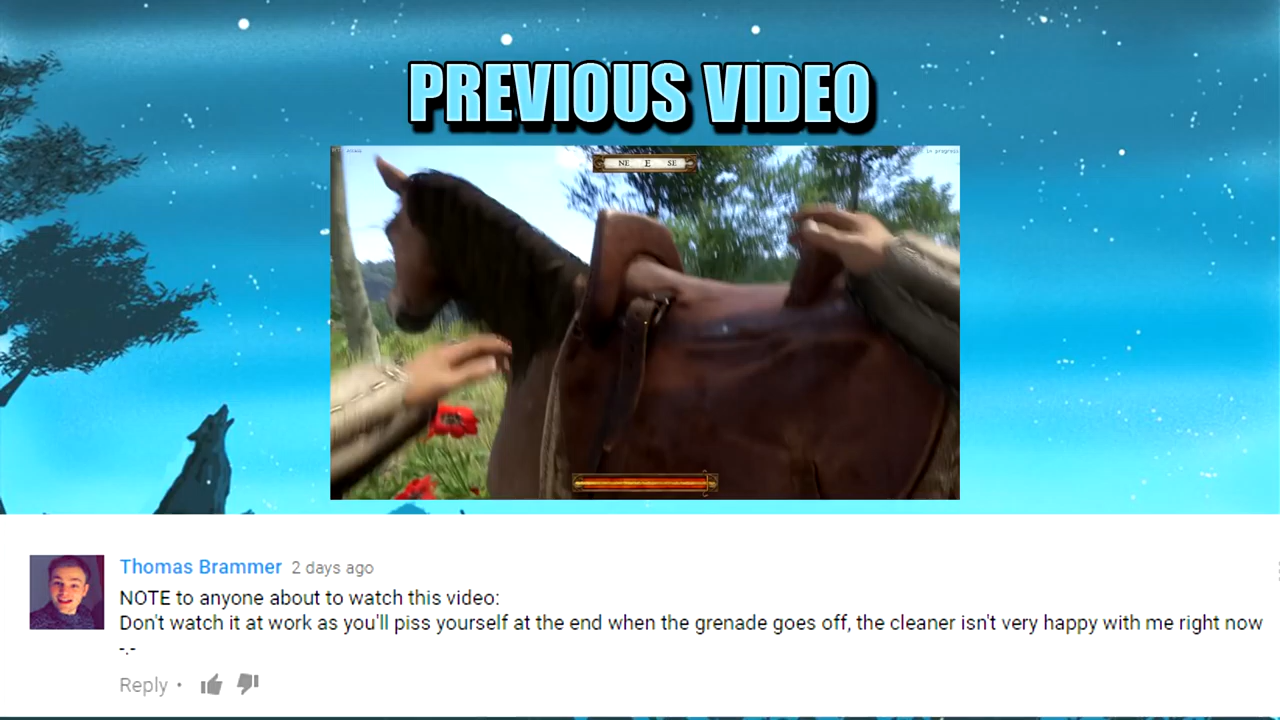 PREVIOUS VIDEO
NE E SE
in progress
Thomas Brammer 2 days ago
NOTE to anyone about to watch this video:
Don't watch it at work as you'll piss yourself at the end when the grenade goes off, the cleaner isn't very happy with me right now
-.-
Reply •